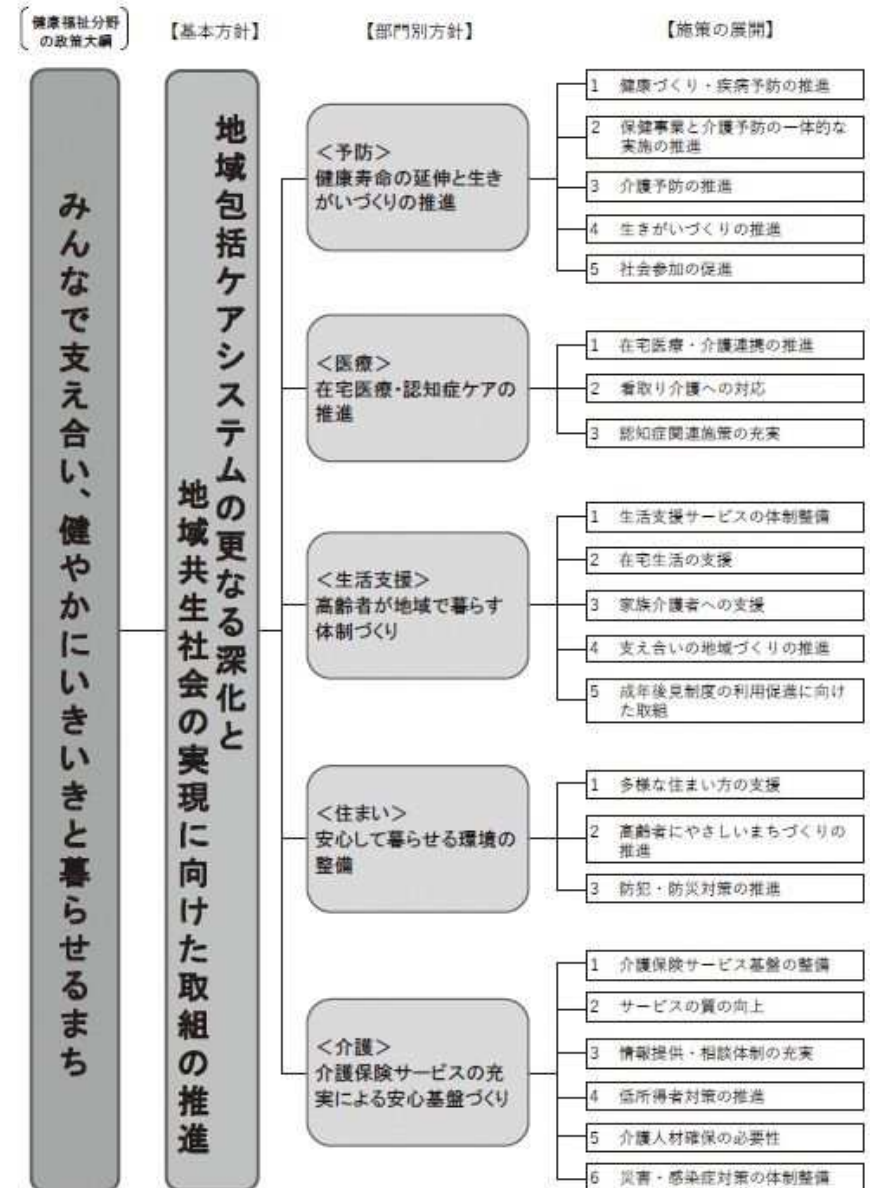 健康福祉分野
の政策大綱
【基本方針】
【部門別方針】
【施策の展開】
みんなで支え合い、健やかにいきいきと暮らせるまち
地域包括ケアシステムの更なる深化と
地域共生社会の実現に向けた取組の推進
＜予防＞
健康寿命の延伸と生き
がいづくりの推進
1 健康づくり・疾病予防の推進
2 保健事業と介護予防の一体的な
実施の推進
3 介護予防の推進
4 生きがいづくりの推進
5 社会参加の促進
＜医療＞
在宅医療・認知症ケアの
推進
1 在宅医療・介護連携の推進
2 看取り介護への対応
3 認知症関連施策の充実
＜生活支援＞
高齢者が地域で暮らす
体制づくり
1 生活支援サービスの体制整備
2 在宅生活の支援
3 家族介護者への支援
4 支え合いの地域づくりの推進
5 成年後見制度の利用促進に向け
た取組
＜住まい＞
安心して暮らせる環境の
整備
1 多様な住まい方の支援
2 高齢者にやさしいまちづくりの
推進
3 防犯・防災対策の推進
＜介護＞
介護保険サービスの充
実による安心基盤づくり
1 介護保険サービス基盤の整備
2 サービスの質の向上
3 情報提供・相談体制の充実
4 低所得者対策の推進
5 介護人材確保の必要性
6 災害・感染症対策の体制整備